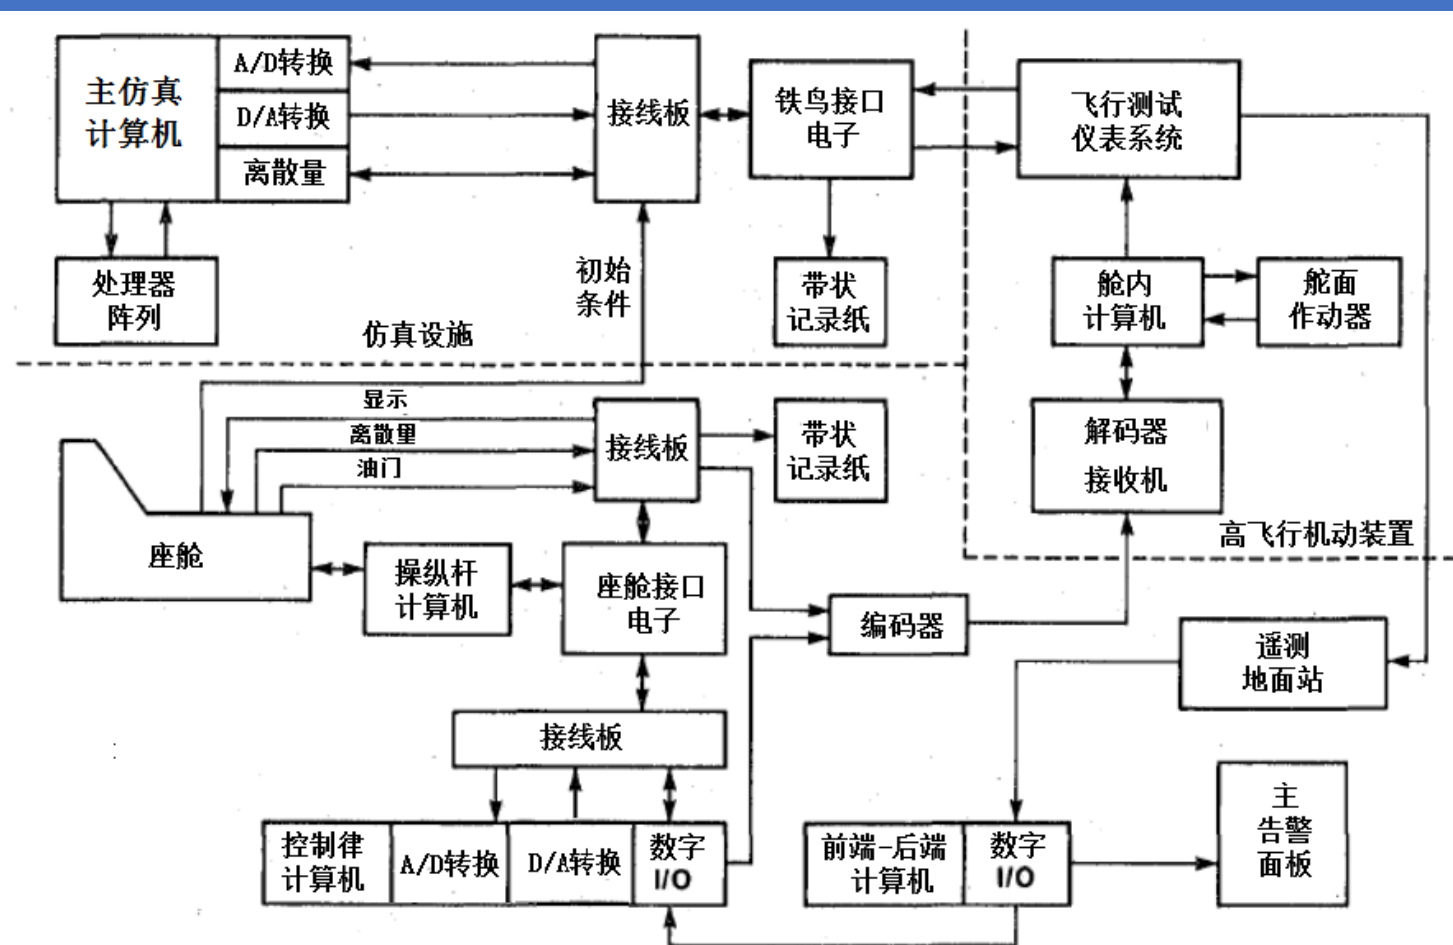 主仿真
计算机
A/D转换
D/A转换
离散量
接线板
铁鸟接口
电子
飞行测试
仪表系统
处理器
阵列
初始
条件
带状
记录纸
舱内
计算机
舵面
作动器
仿真设施
显示
离散量
油门
接线板
带状
记录纸
解码器
接收机
高飞行机动装置
座舱
操纵杆
计算机
座舱接口
电子
编码器
遥测
地面站
接线板
主
告警
面板
控制律
计算机
A/D转换
D/A转换
数字
I/O
前端-后端
计算机
数字
I/O